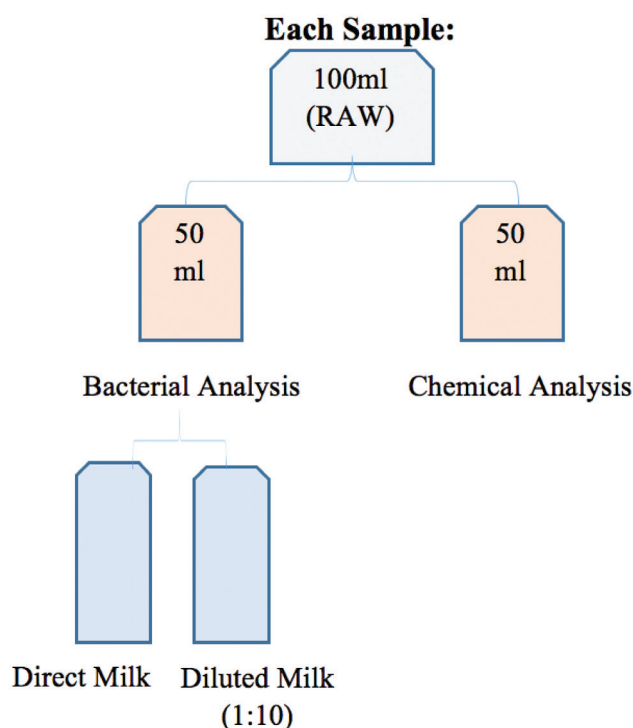 Each Sample:
100ml
(RAW)
50
ml
50
ml
Bacterial Analysis
Chemical Analysis
Direct Milk
Diluted Milk
(1:10)